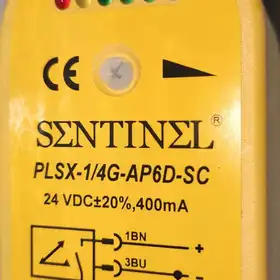 CE
SENTINEL®
PLSX-1/4G-AP6D-SC
24 VDC±20%,400mA
1BN +
3BU -